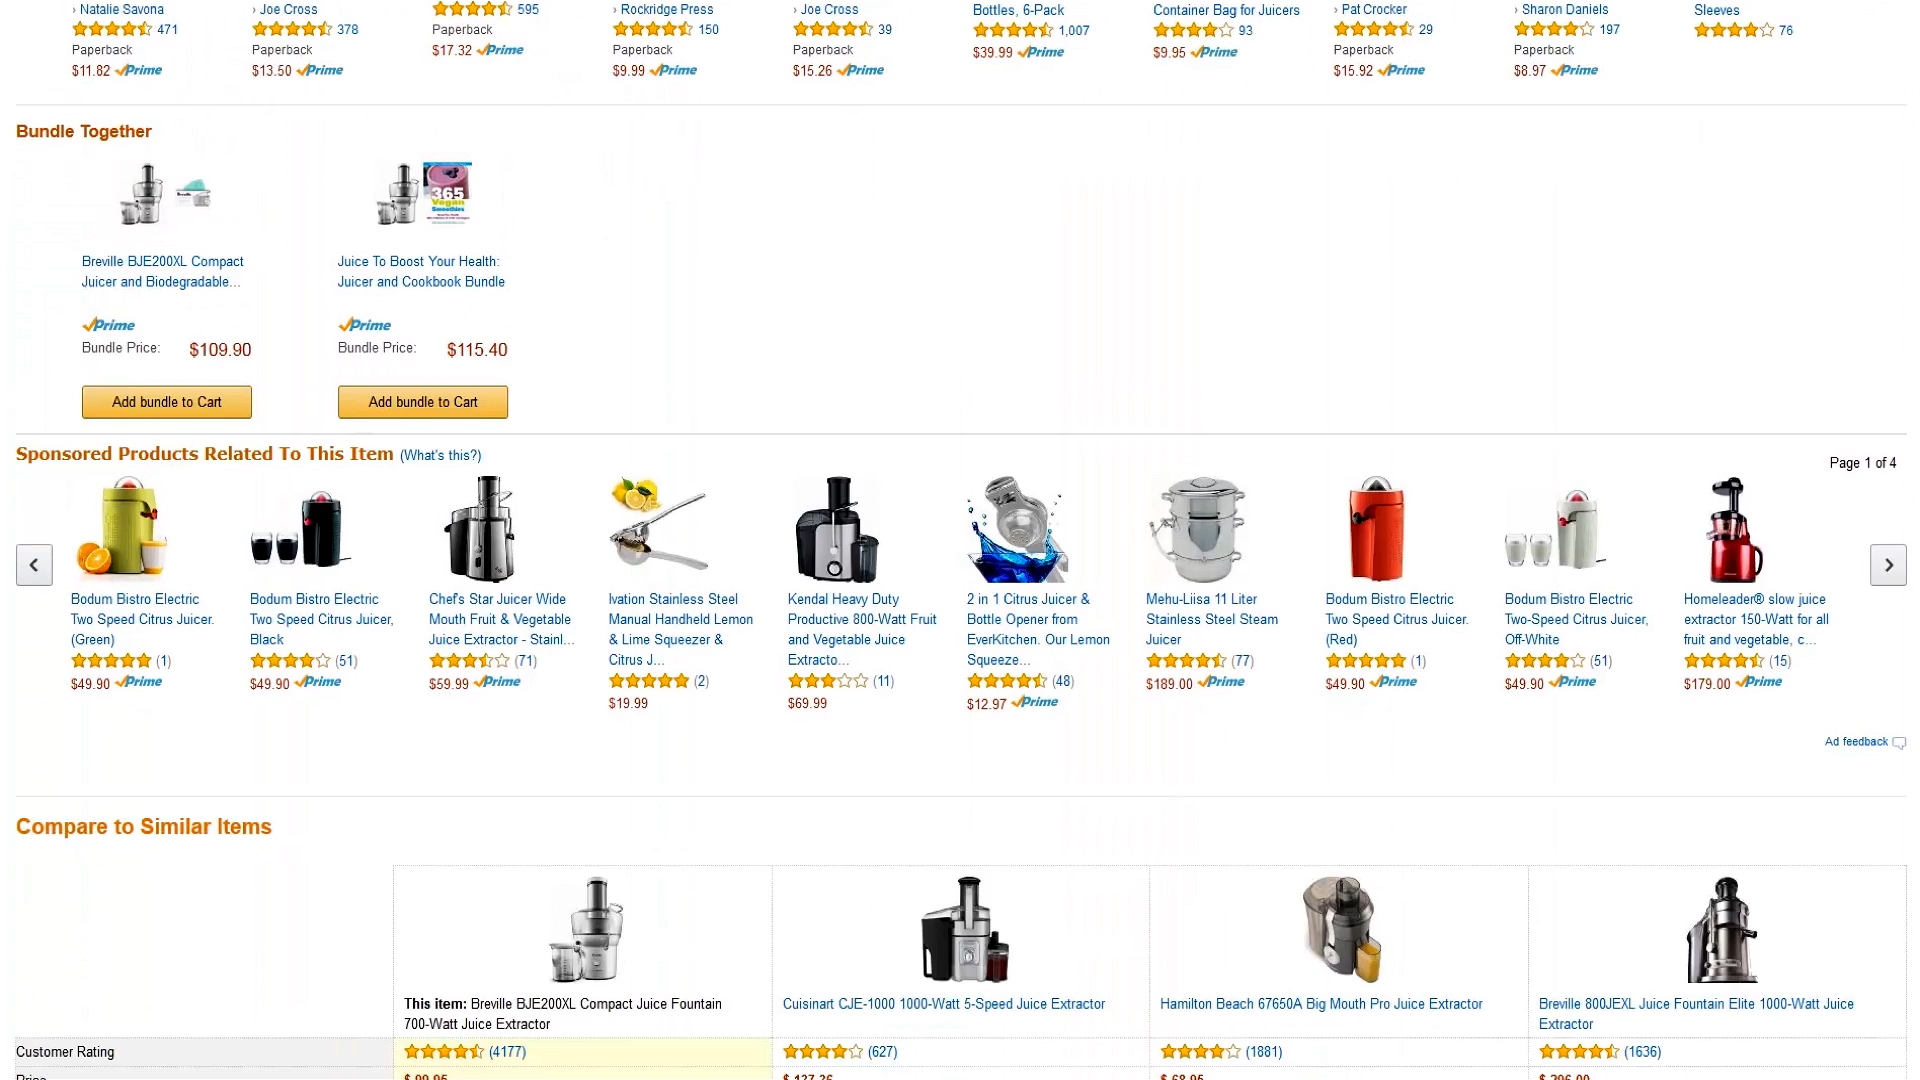 › Natalie Savona
471
Paperback
$11.82 Prime
› Joe Cross
378
Paperback
$13.50 Prime
595
Paperback
$17.32 Prime
› Rockridge Press
150
Paperback
$9.99 Prime
› Joe Cross
39
Paperback
$15.26 Prime
Bottles, 6-Pack
1,007
$39.99 Prime
Container Bag for Juicers
93
$9.95 Prime
› Pat Crocker
29
Paperback
$15.92 Prime
› Sharon Daniels
197
Paperback
$8.97 Prime
Sleeves
76
Bundle Together
365
Vegan
Smoothies
Breville BJE200XL Compact
Juicer and Biodegradable...
Prime
Bundle Price: $109.90
Add bundle to Cart
Juice To Boost Your Health:
Juicer and Cookbook Bundle
Prime
Bundle Price: $115.40
Add bundle to Cart
Sponsored Products Related To This Item (What's this?)
Page 1 of 4
Bodum Bistro Electric
Two Speed Citrus Juicer.
(Green)
(1)
$49.90 Prime
Bodum Bistro Electric
Two Speed Citrus Juicer,
Black
(51)
$49.90 Prime
Chef's Star Juicer Wide
Mouth Fruit & Vegetable
Juice Extractor - Stainl...
(71)
$59.99 Prime
Ivation Stainless Steel
Manual Handheld Lemon
& Lime Squeezer &
Citrus J...
(2)
$19.99
Kendal Heavy Duty
Productive 800-Watt Fruit
and Vegetable Juice
Extracto...
(11)
$69.99
2 in 1 Citrus Juicer &
Bottle Opener from
EverKitchen. Our Lemon
Squeeze...
(48)
$12.97 Prime
Mehu-Liisa 11 Liter
Stainless Steel Steam
Juicer
(77)
$189.00 Prime
Bodum Bistro Electric
Two Speed Citrus Juicer.
(Red)
(1)
$49.90 Prime
Bodum Bistro Electric
Two-Speed Citrus Juicer,
Off-White
(51)
$49.90 Prime
Homeleader® slow juice
extractor 150-Watt for all
fruit and vegetable, c...
(15)
$179.00 Prime
Ad feedback
Compare to Similar Items
This item: Breville BJE200XL Compact Juice Fountain
700-Watt Juice Extractor
Cuisinart CJE-1000 1000-Watt 5-Speed Juice Extractor
Hamilton Beach 67650A Big Mouth Pro Juice Extractor
Breville 800JEXL Juice Fountain Elite 1000-Watt Juice
Extractor
Customer Rating (4177) (627) (1881) (1636)
Price $ 99.95 $ 127.26 $ 68.95 $ 296.00